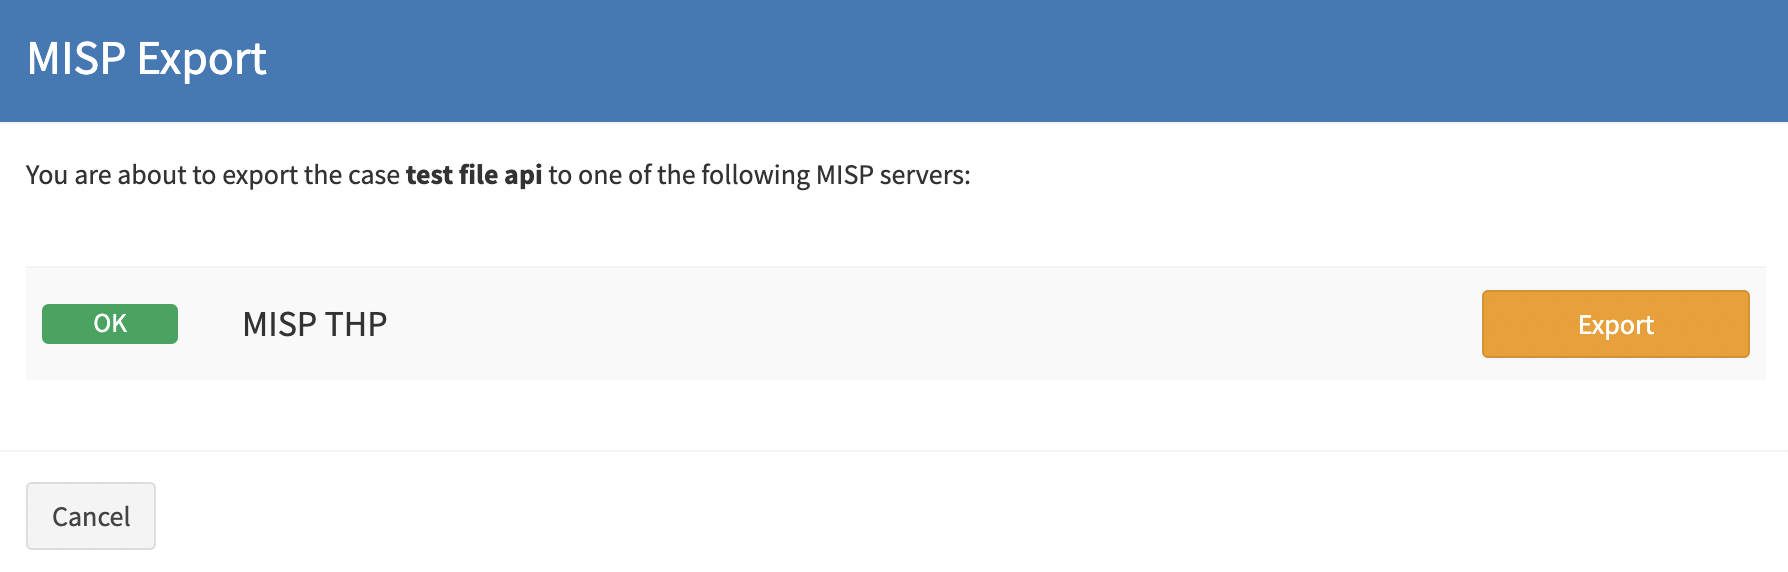 MISP Export
You are about to export the case test file api to one of the following MISP servers:
OK MISP THP Export
Cancel